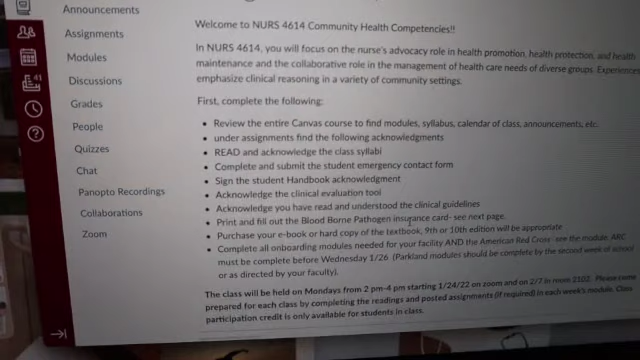 Announcements
Assignments
Modules
Discussions
Grades
People
Quizzes
Chat
Panopto Recordings
Collaborations
Zoom
41
Welcome to NURS 4614 Community Health Competencies!!
In NURS 4614, you will focus on the nurse's advocacy role in health promotion, health protection, and health
maintenance and the collaborative role in the management of health care needs of diverse groups. Experiences
emphasize clinical reasoning in a variety of community settings.
First, complete the following:
• Review the entire Canvas course to find modules, syllabus, calendar of class, announcements, etc.
• under assignments find the following acknowledgments
• READ and acknowledge the class syllabi
• Complete and submit the student emergency contact form
• Sign the student Handbook acknowledgment
• Acknowledge the clinical evaluation tool
• Acknowledge you have read and understood the clinical guidelines
• Print and fill out the Blood Borne Pathogen insurance card- see next page.
• Purchase your e-book or hard copy of the textbook, 9th or 10th edition will be appropriate
• Complete all onboarding modules needed for your facility AND the American Red Cross- see the module. ARC
must be complete before Wednesday 1/26 (Parkland modules should be complete by the second week of school
or as directed by your faculty).
The class will be held on Mondays from 2 pm-4 pm starting 1/24/22 on zoom and on 2/7 in room 2102. Please come
prepared for each class by completing the readings and posted assignments (if required) in each week's module. Class
participation credit is only available for students in class.